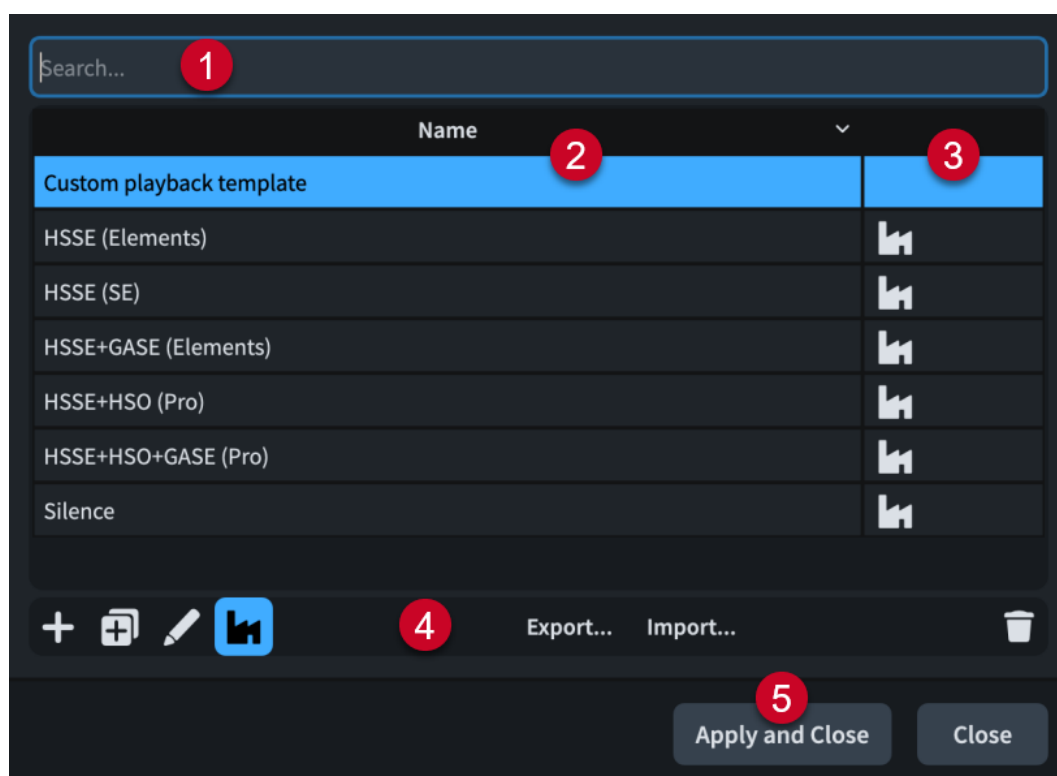 Search... 1
Name 2 3
Custom playback template
HSSE (Elements)
HSSE (SE)
HSSE+GASE (Elements)
HSSE+HSO (Pro)
HSSE+HSO+GASE (Pro)
Silence
4 Export... Import...
5
Apply and Close Close